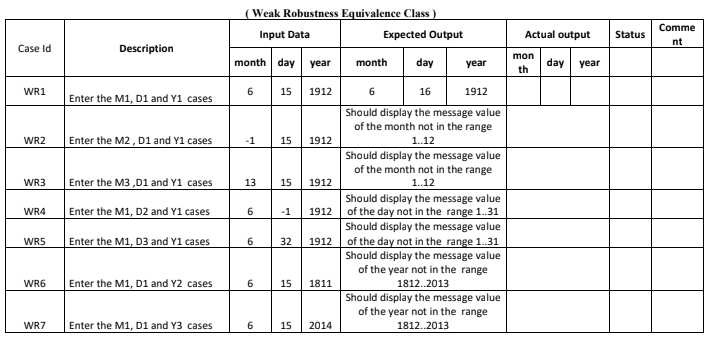 ( Weak Robustness Equivalence Class )
Case Id Description Input Data Expected Output Actual output Status Comme
nt
month day year month day year mon
th day year
WR1 Enter the M1, D1 and Y1 cases 6 15 1912 6 16 1912
WR2 Enter the M2 , D1 and Y1 cases -1 15 1912 Should display the message value
of the month not in the range
1..12
WR3 Enter the M3 ,D1 and Y1 cases 13 15 1912 Should display the message value
of the month not in the range
1..12
WR4 Enter the M1, D2 and Y1 cases 6 -1 1912 Should display the message value
of the day not in the range 1..31
WR5 Enter the M1, D3 and Y1 cases 6 32 1912 Should display the message value
of the day not in the range 1..31
WR6 Enter the M1, D1 and Y2 cases 6 15 1811 Should display the message value
of the year not in the range
1812..2013
WR7 Enter the M1, D1 and Y3 cases 6 15 2014 Should display the message value
of the year not in the range
1812..2013